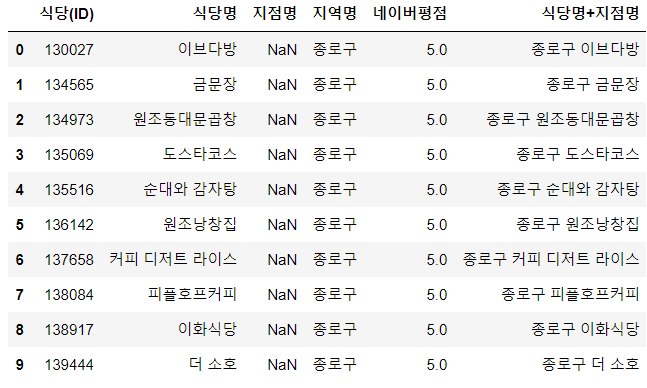 식당(ID) 식당명 지점명 지역명 네이버평점 식당명+지점명
0 130027 이브다방 NaN 종로구 5.0 종로구 이브다방
1 134565 금문장 NaN 종로구 5.0 종로구 금문장
2 134973 원조동대문곱창 NaN 종로구 5.0 종로구 원조동대문곱창
3 135069 도스타코스 NaN 종로구 5.0 종로구 도스타코스
4 135516 순대와 감자탕 NaN 종로구 5.0 종로구 순대와 감자탕
5 136142 원조낭창집 NaN 종로구 5.0 종로구 원조낭창집
6 137658 커피 디저트 라이스 NaN 종로구 5.0 종로구 커피 디저트 라이스
7 138084 피플호프커피 NaN 종로구 5.0 종로구 피플호프커피
8 138917 이화식당 NaN 종로구 5.0 종로구 이화식당
9 139444 더 소호 NaN 종로구 5.0 종로구 더 소호